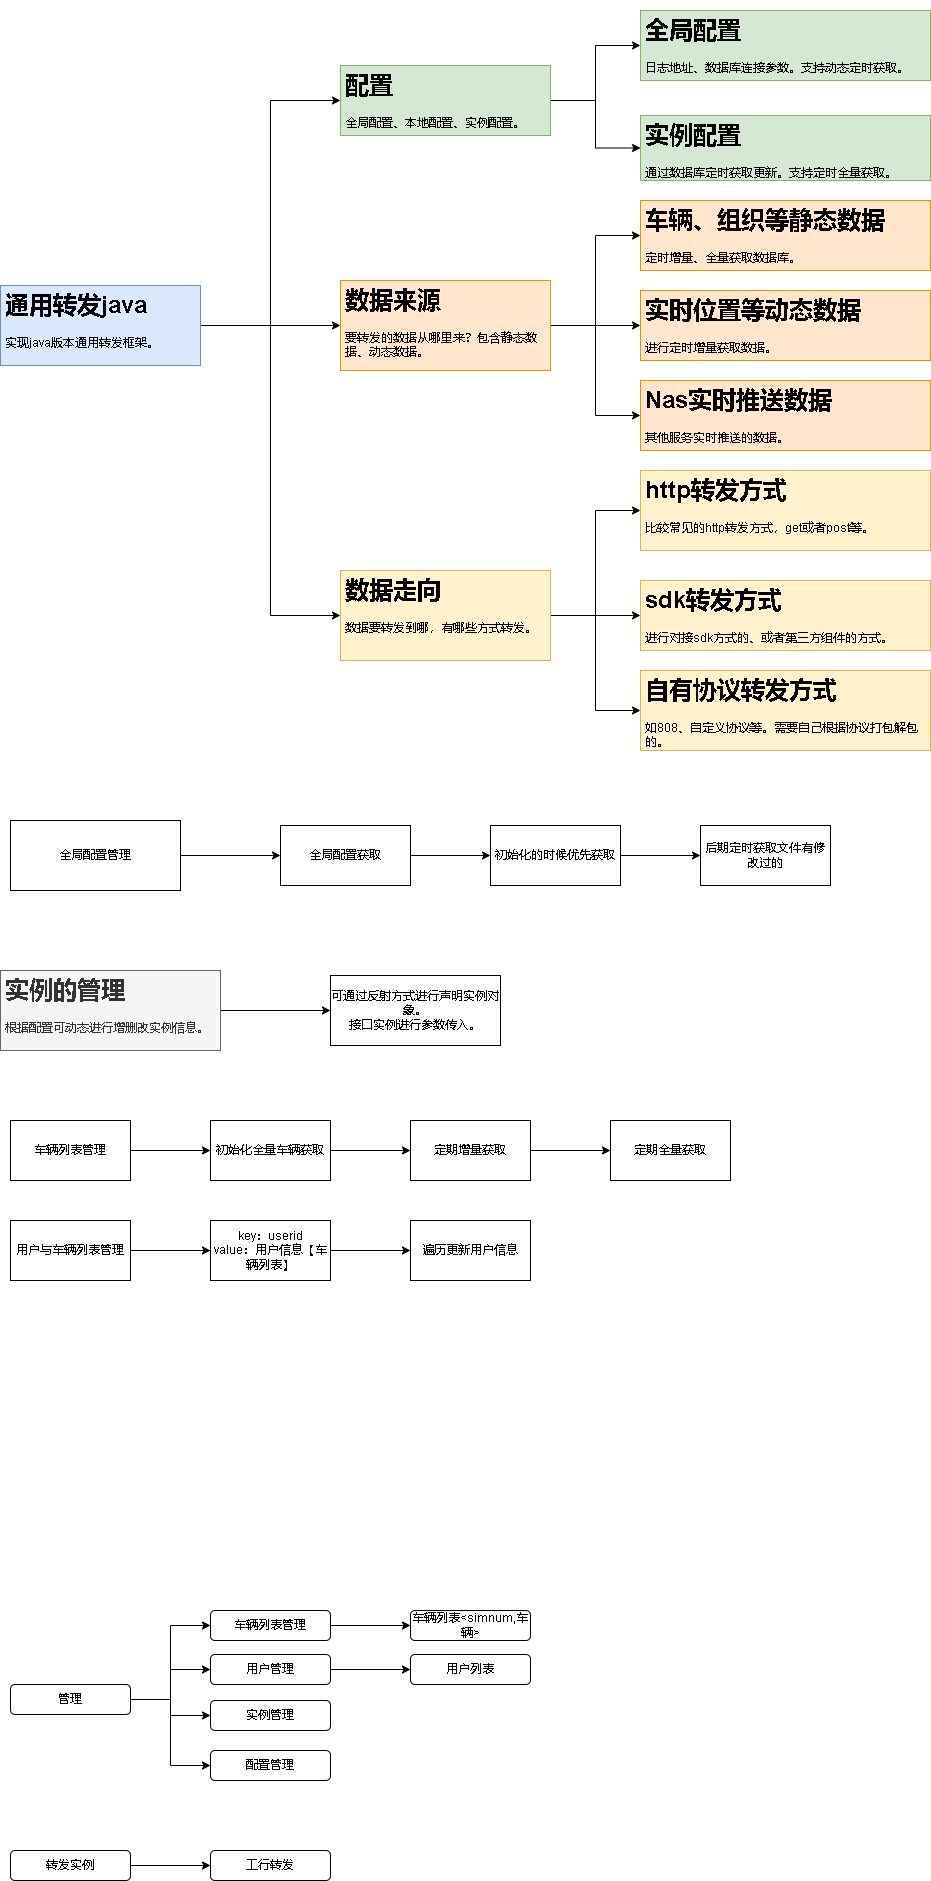 全局配置
日志地址、数据库连接参数。支持动态定时获取。
配置
全局配置、本地配置、实例配置。
实例配置
通过数据库定时获取更新。支持定时全量获取。
车辆、组织等静态数据
定时增量、全量获取数据库。
通用转发java
实现java版本通用转发框架。
数据来源
要转发的数据从哪里来？包含静态数
据、动态数据。
实时位置等动态数据
进行定时增量获取数据。
Nas实时推送数据
其他服务实时推送的数据。
http转发方式
比较常见的http转发方式，get或者post等。
数据走向
数据要转发到哪，有哪些方式转发。
sdk转发方式
进行对接sdk方式的、或者第三方组件的方式。
自有协议转发方式
如808、自定义协议等。需要自己根据协议打包解包
的。
全局配置管理
全局配置获取
初始化的时候优先获取
后期定时获取文件有修
改过的
实例的管理
根据配置可动态进行增删改实例信息。
可通过反射方式进行声明实例对
象。
接口实例进行参数传入。
车辆列表管理
初始化全量车辆获取
定期增量获取
定期全量获取
用户与车辆列表管理
key：userid
value：用户信息【车
辆列表】
遍历更新用户信息
车辆列表管理
车辆列表<simnum,车
辆>
用户管理
用户列表
管理
实例管理
配置管理
转发实例
工行转发